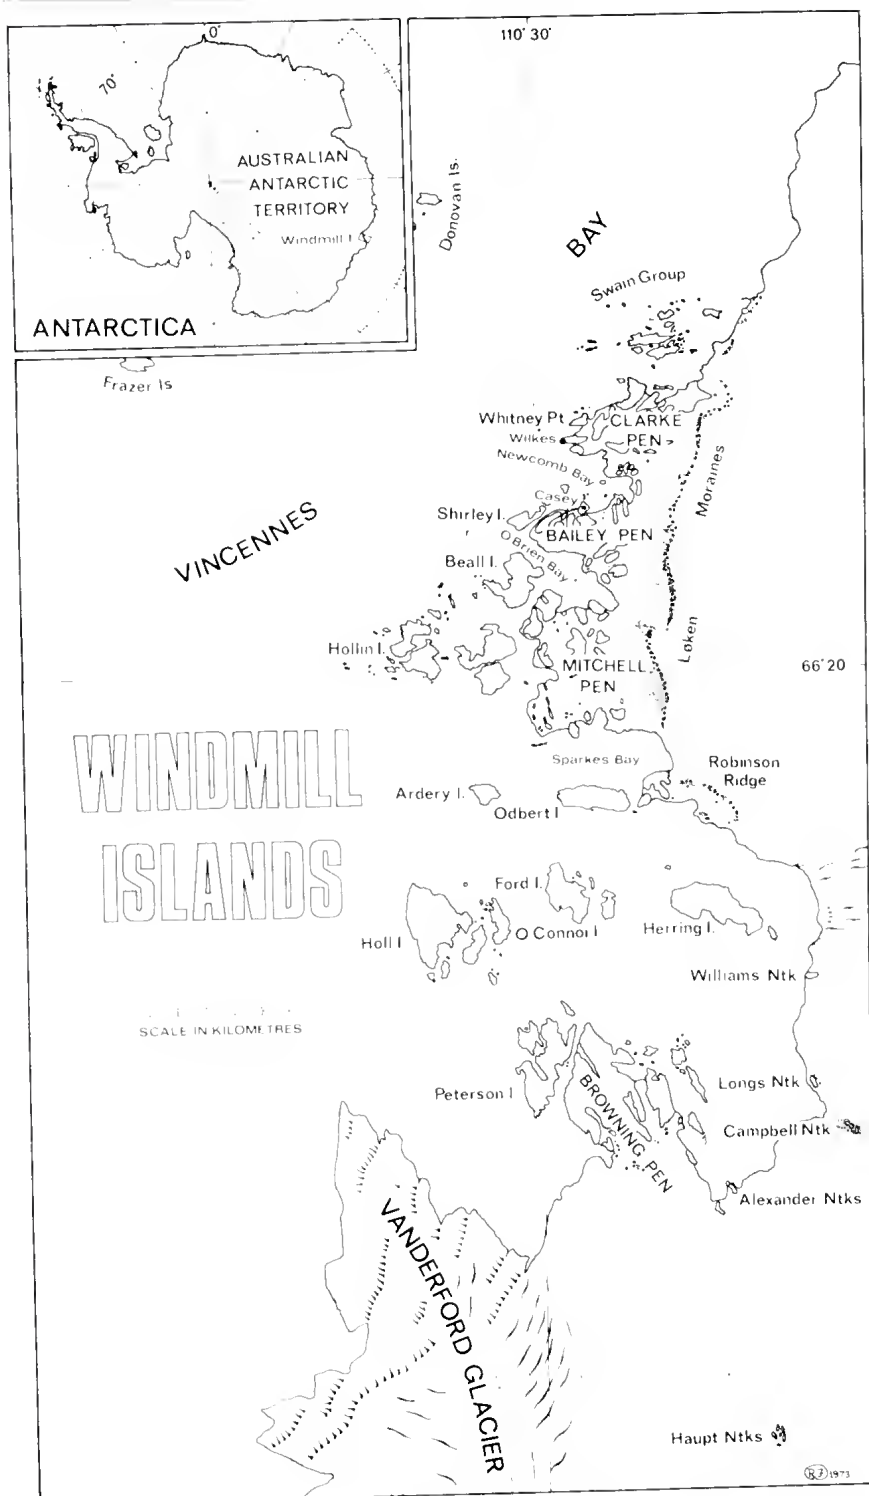 0°
70°
AUSTRALIAN
ANTARCTIC
TERRITORY
Windmill I
ANTARCTICA
110° 30'
Donovan Is.
BAY
Swain Group
Frazer Is
Whitney Pt
CLARKE
PEN
Wilkes
Newcomb Bay
Moraines
Casey
Shirley I.
BAILEY PEN
O'Brien Bay
VINCENNES
Beall I.
Løken
Hollin I.
MITCHELL
PEN
66°20
WINDMILL
ISLANDS
Sparkes Bay
Robinson
Ridge
Ardery I.
Odbert I
Ford I.
Holl I
O Connor I
Herring I.
Williams Ntk
SCALE IN KILOMETRES
Peterson I
BROWNING PEN
Longs Ntk
Campbell Ntk
Alexander Ntks
VANDERFORD GLACIER
Haupt Ntks
1973